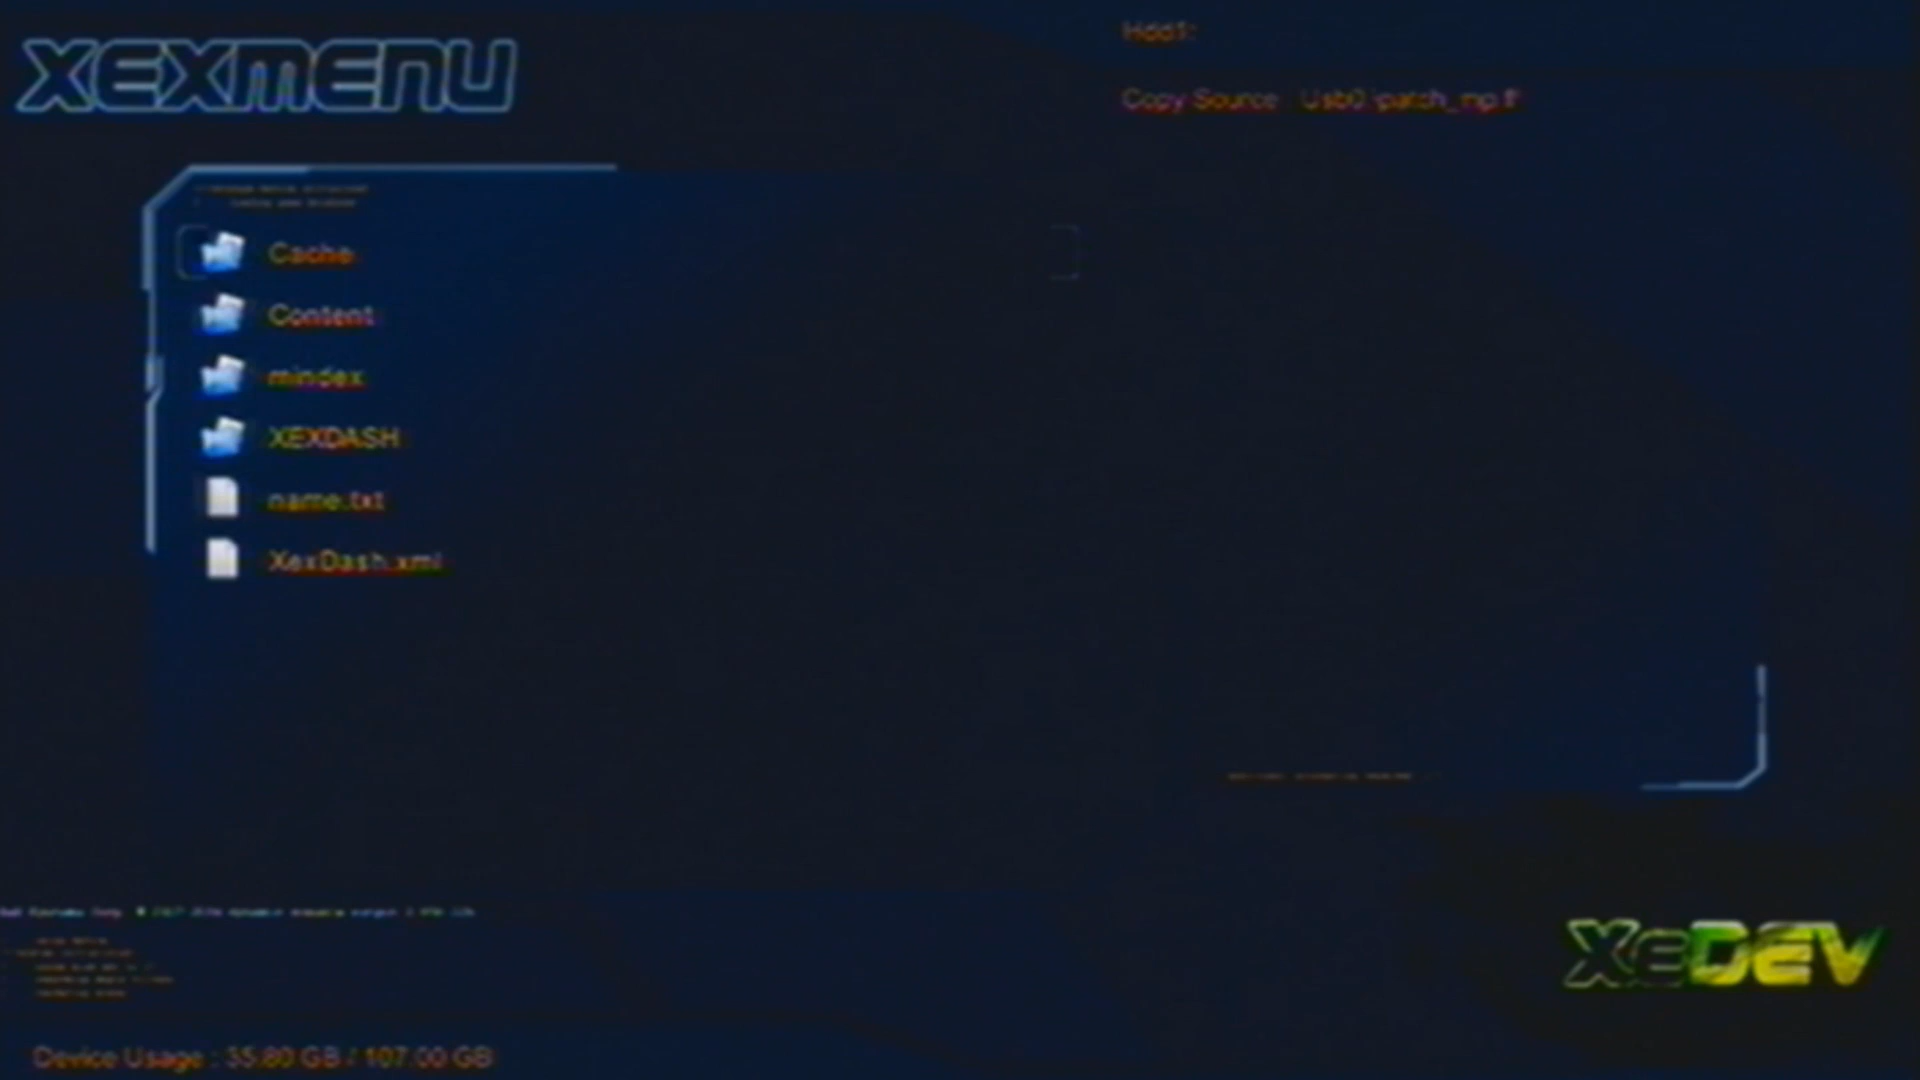 XEXMENU
Hdd1:
Copy Source : Usb0:\patch_mp.ff
Cache
Content
mindex
XEXDASH
name.txt
XexDash.xml
XeDEV
Device Usage : 35.80 GB / 107.00 GB